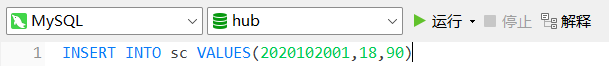 MySQL hub 运行 停止 解释
1 INSERT INTO sc VALUES(2020102001,18,90)